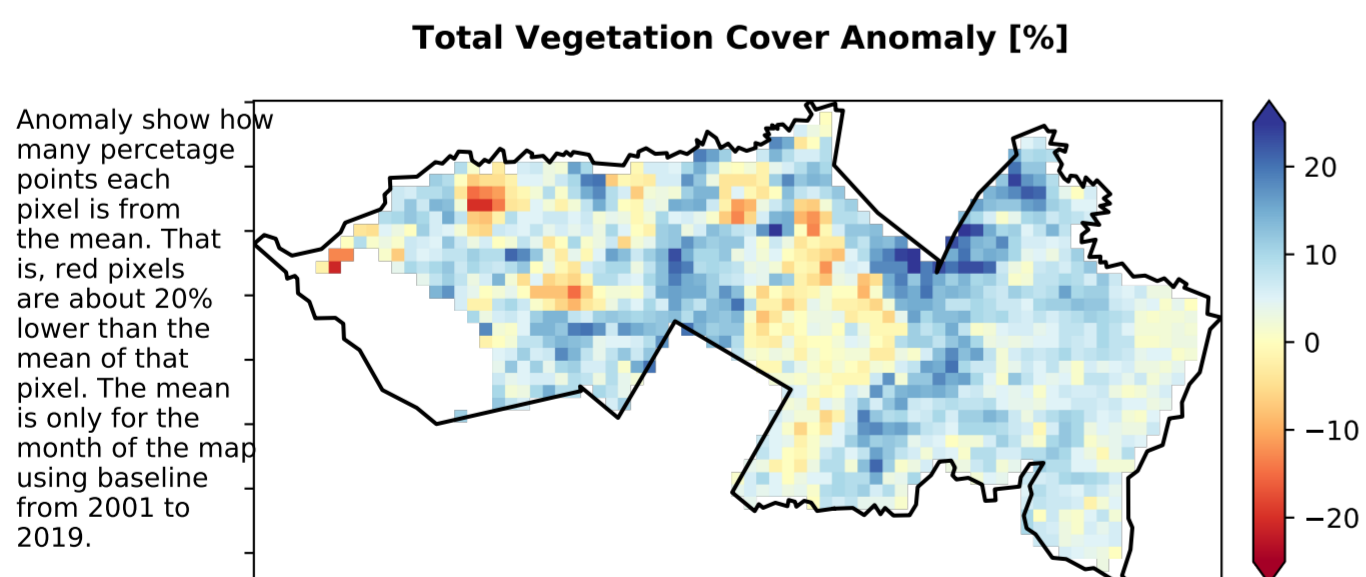 Total Vegetation Cover Anomaly [%]
Anomaly show how
many percetage
points each
pixel is from
the mean. That
is, red pixels
are about 20%
lower than the
mean of that
pixel. The mean
is only for the
month of the map
using baseline
from 2001 to
2019.
20
10
0
−10
−20